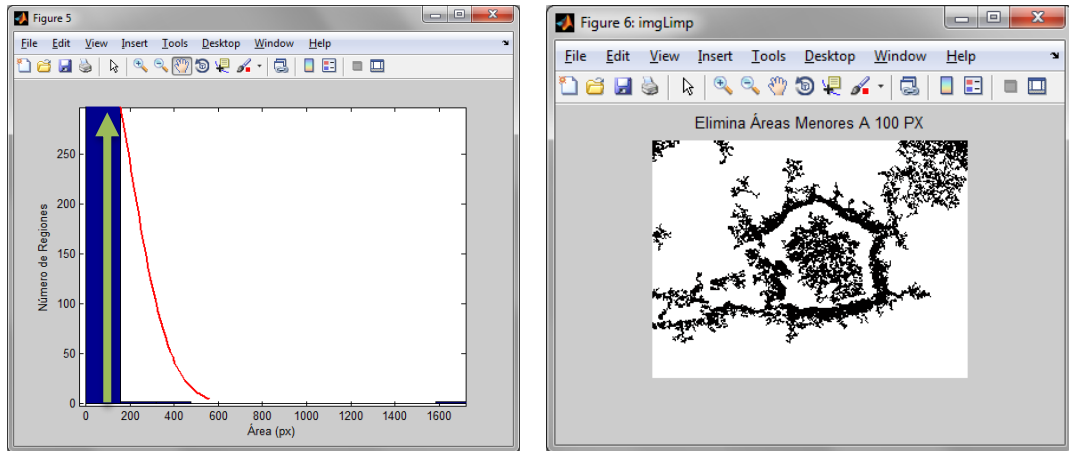 Figure 5
File Edit View Insert Tools Desktop Window Help
250
200
150
100
50
0
Número de Regiones
0 200 400 600 800 1000 1200 1400 1600
Área (px)
Figure 6: imgLimp
File Edit View Insert Tools Desktop Window Help
Elimina Áreas Menores A 100 PX